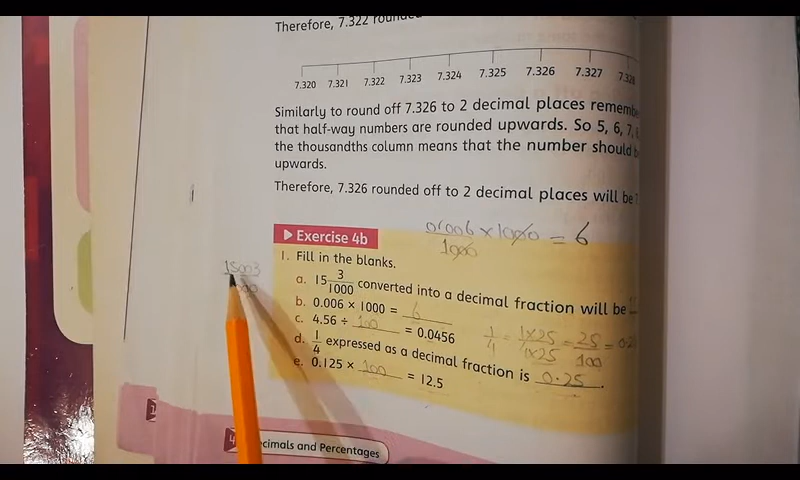 Therefore, 7.322 rounded
7.320 7.321 7.322 7.323 7.324 7.325 7.326 7.327 7.328
Similarly to round off 7.326 to 2 decimal places
that half-way numbers are rounded upwards. So 5, 6, 7,
the thousandths column means that the number should
upwards.
Therefore, 7.326 rounded off to 2 decimal places will be
0.006 × 1000 = 6
1000
Exercise 4b
1. Fill in the blanks.
15003
a. 15 3/1000 converted into a decimal fraction will be
b. 0.006 × 1000 = 6
c. 4.56 ÷ 100 = 0.0456
1/4 = 1×25/4×25 = 25/100 =
d. 1/4 expressed as a decimal fraction is 0.25.
e. 0.125 × 100 = 12.5
4
cimals and Percentages